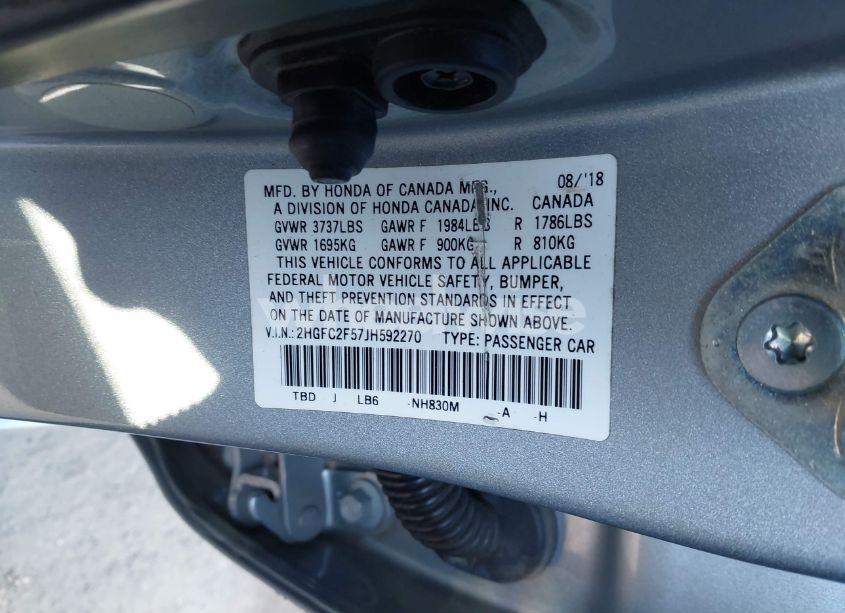 MFD. BY HONDA OF CANADA MFG., 08/'18
A DIVISION OF HONDA CANADA INC. CANADA
GVWR 3737LBS GAWR F 1984LBS R 1786LBS
GVWR 1695KG GAWR F 900KG R 810KG
THIS VEHICLE CONFORMS TO ALL APPLICABLE
FEDERAL MOTOR VEHICLE SAFETY, BUMPER,
AND THEFT PREVENTION STANDARDS IN EFFECT
ON THE DATE OF MANUFACTURE SHOWN ABOVE.
V.I.N.: 2HGFC2F57JH592270 TYPE: PASSENGER CAR
TBD J LB6 -NH830M -A -H